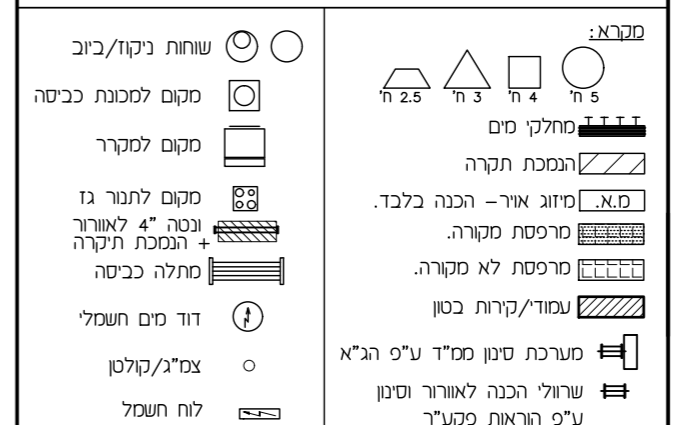 מקרא:
5 ח' 4 ח' 3 ח' 2.5 ח'
מחלקי מים
הנמכת תקרה
מ.א. מיזוג אויר– הכנה בלבד.
מרפסת מקורה.
מרפסת לא מקורה.
עמודי/קירות בטון
מערכת סינון ממ"ד ע"פ הג"א
שרוולי הכנה לאוורור וסינון
ע"פ הוראות פקע"ר
שוחות ניקוז/ביוב
מקום למכונת כביסה
מקום למקרר
מקום לתנור גז
ונטה "4 לאוורור
+ הנמכת תיקרה
מתלה כביסה
דוד מים חשמלי
צמ"ג/קולטן
לוח חשמל